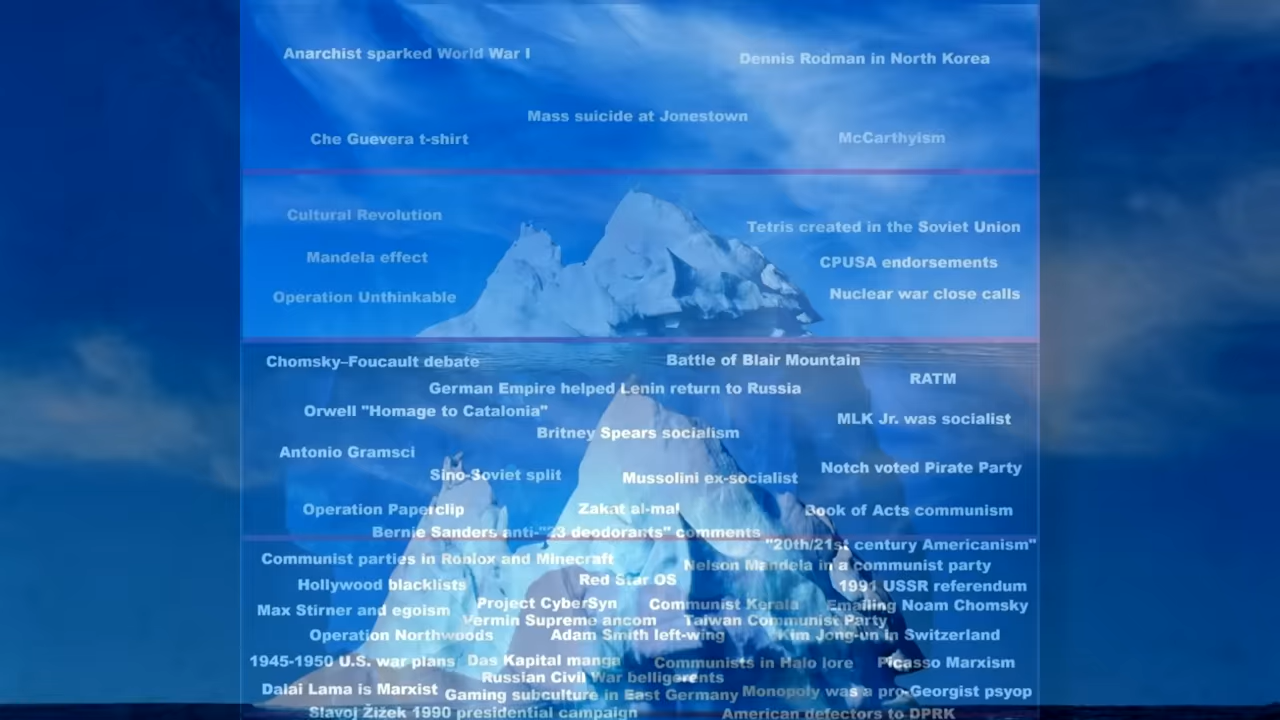 Anarchist sparked World War I
Dennis Rodman in North Korea
Mass suicide at Jonestown
Che Guevera t-shirt
McCarthyism
Cultural Revolution
Tetris created in the Soviet Union
Mandela effect
CPUSA endorsements
Operation Unthinkable
Nuclear war close calls
Chomsky–Foucault debate
Battle of Blair Mountain
RATM
German Empire helped Lenin return to Russia
Orwell "Homage to Catalonia"
MLK Jr. was socialist
Britney Spears socialism
Antonio Gramsci
Sino-Soviet split
Mussolini ex-socialist
Notch voted Pirate Party
Operation Paperclip
Zakat al-mal
Book of Acts communism
Bernie Sanders anti-"23 deodorants" comments
"20th/21st century Americanism"
Communist parties in Roblox and Minecraft
Nelson Mandela in a communist party
Hollywood blacklists
Red Star OS
1991 USSR referendum
Max Stirner and egoism
Project CyberSyn
Communist Kerala
Emailing Noam Chomsky
Vermin Supreme ancom
Taiwan Communist Party
Operation Northwoods
Adam Smith left-wing
Kim Jong-un in Switzerland
1945-1950 U.S. war plans
Das Kapital manga
Communists in Halo lore
Picasso Marxism
Russian Civil War belligerents
Dalai Lama is Marxist
Gaming subculture in East Germany
Monopoly was a pro-Georgist psyop
Slavoj Žižek 1990 presidential campaign
American defectors to DPRK